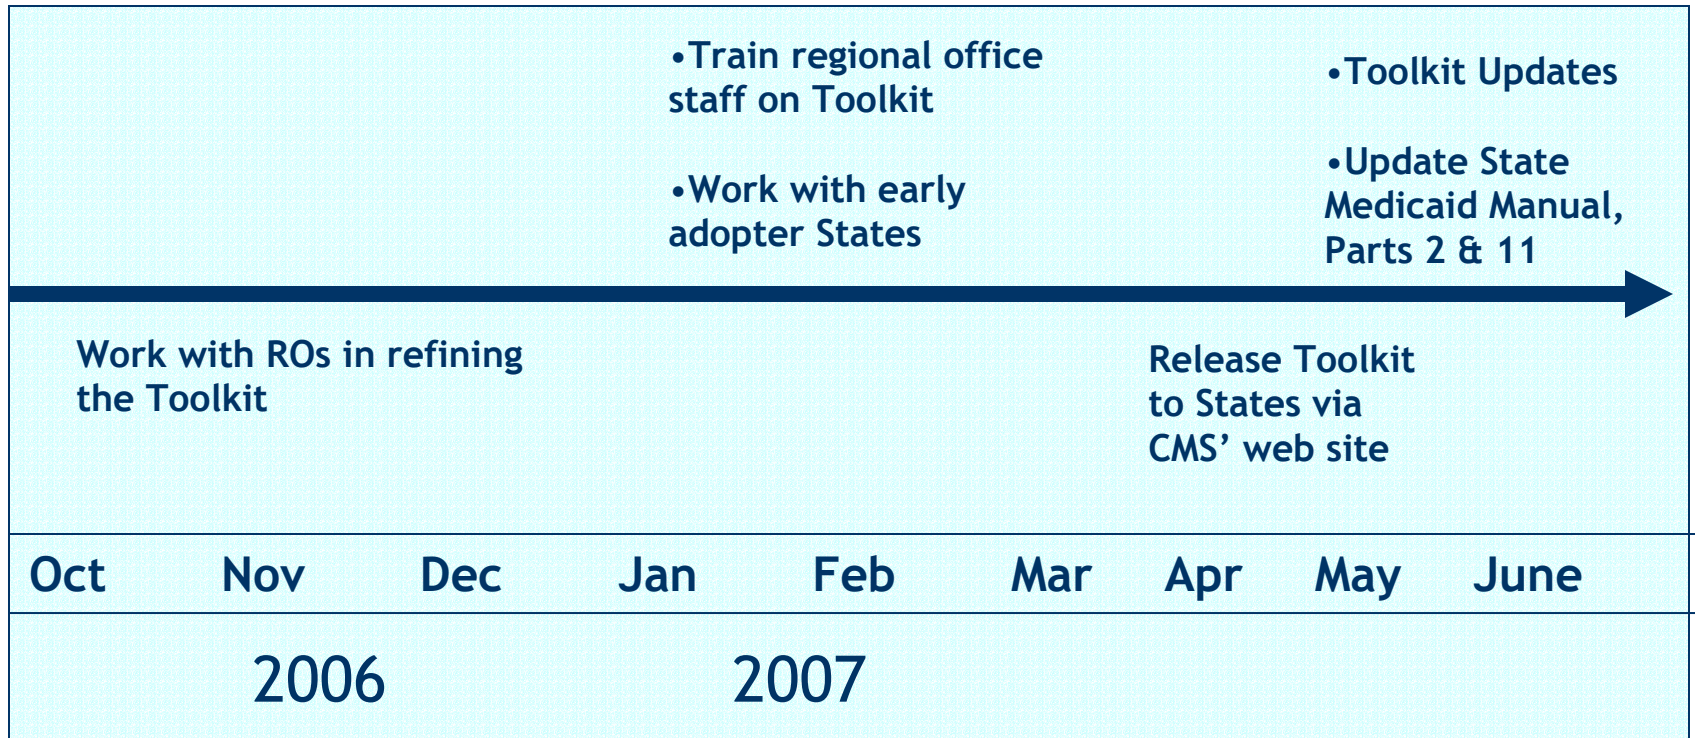 •Train regional office
staff on Toolkit
•Work with early
adopter States
•Toolkit Updates
•Update State
Medicaid Manual,
Parts 2 & 11
Work with ROs in refining
the Toolkit
Release Toolkit
to States via
CMS’ web site
Oct Nov Dec Jan Feb Mar Apr May June
2006 2007